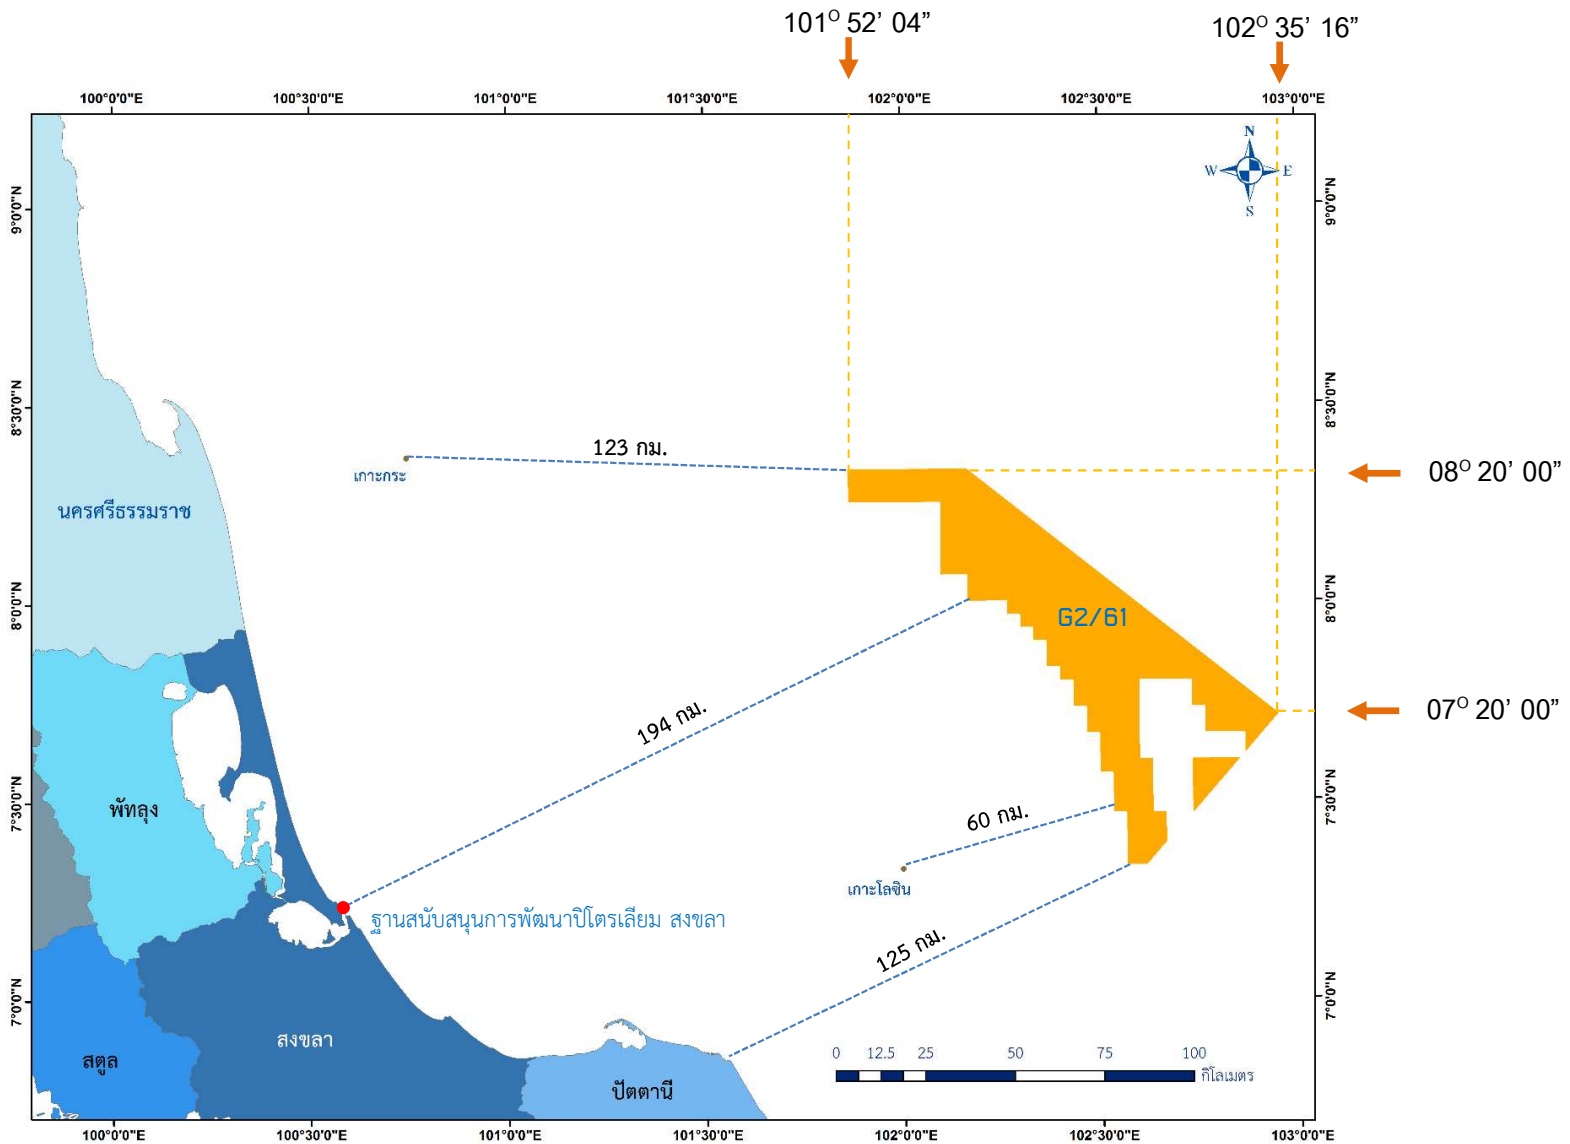 101⁰ 52’ 04”
102⁰ 35’ 16”
100°0'0"E
100°30'0"E
101°0'0"E
101°30'0"E
102°0'0"E
102°30'0"E
103°0'0"E
N
W
E
S
9°0'0"N
9°0'0"N
8°30'0"N
8°30'0"N
123 กม.
เกาะกระ
08⁰ 20’ 00”
นครศรีธรรมราช
8°0'0"N
8°0'0"N
G2/61
194 กม.
07⁰ 20’ 00”
พัทลุง
7°30'0"N
7°30'0"N
60 กม.
เกาะโลซิน
ฐานสนับสนุนการพัฒนาปิโตรเลียม สงขลา
125 กม.
7°0'0"N
7°0'0"N
สงขลา
สตูล
ปัตตานี
0
12.5
25
50
75
100
กิโลเมตร
100°0'0"E
100°30'0"E
101°0'0"E
101°30'0"E
102°0'0"E
102°30'0"E
103°0'0"E